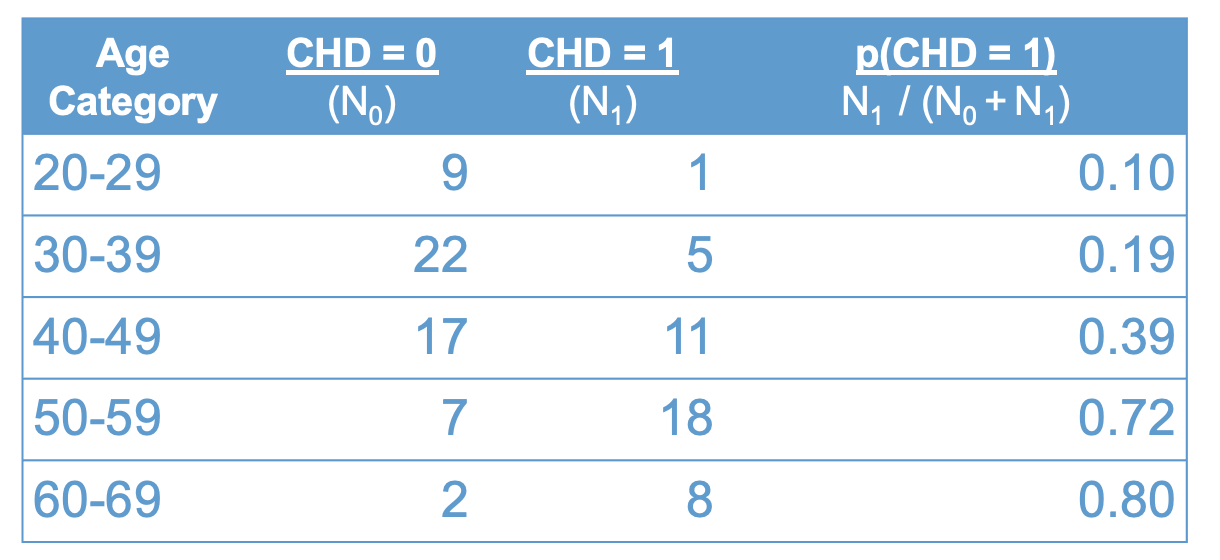 Age Category CHD = 0 (N₀) CHD = 1 (N₁) p(CHD = 1) N₁ / (N₀ + N₁)
20-29 9 1 0.10
30-39 22 5 0.19
40-49 17 11 0.39
50-59 7 18 0.72
60-69 2 8 0.80